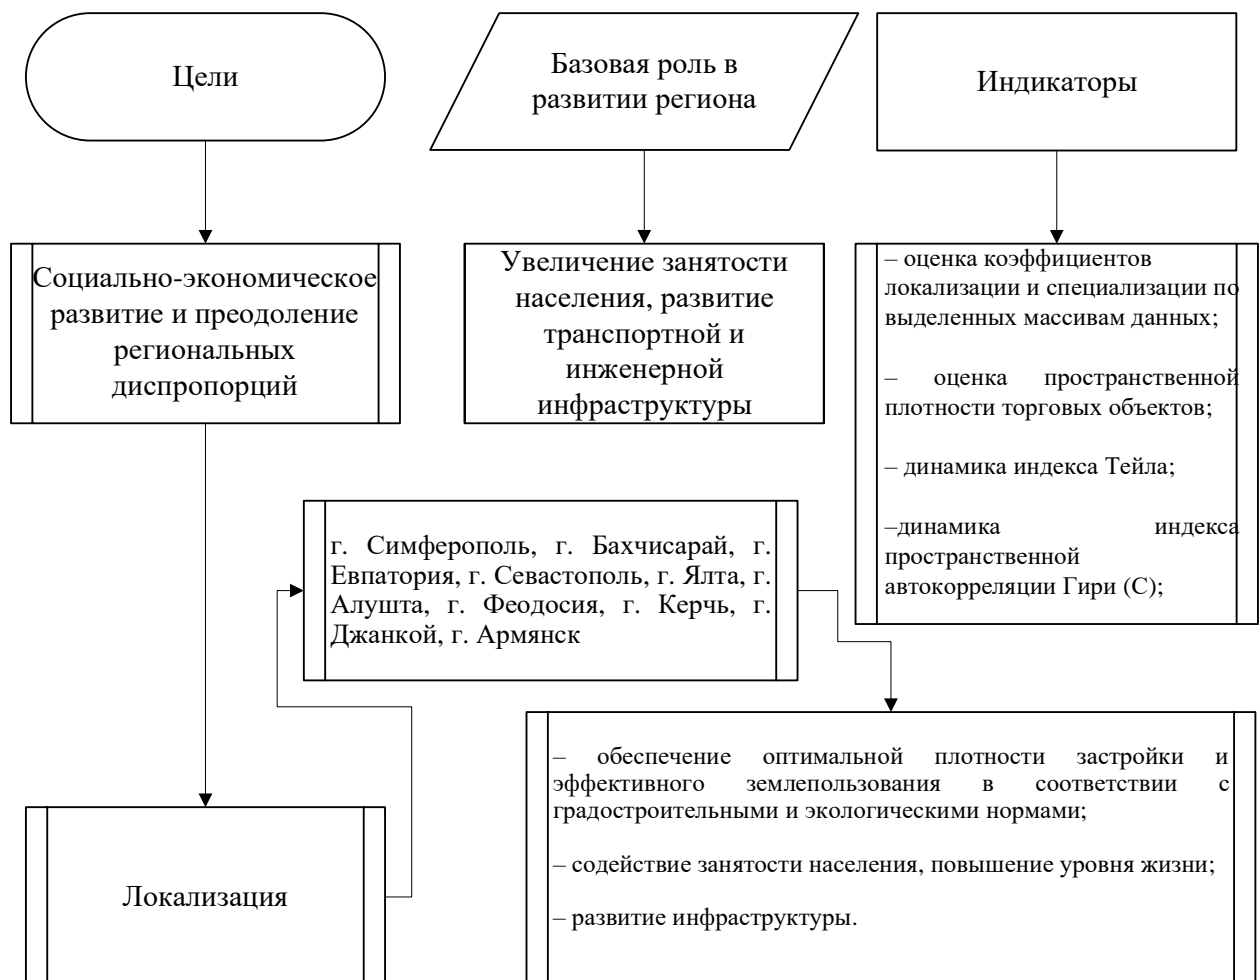 Цели
Базовая роль в
развитии региона
Индикаторы
Социально-экономическое
развитие и преодоление
региональных
диспропорций
Увеличение занятости
населения, развитие
транспортной и
инженерной
инфраструктуры
– оценка коэффициентов
локализации и специализации по
выделенных массивам данных;
– оценка пространственной
плотности торговых объектов;
– динамика индекса Тейла;
–динамика индекса
пространственной
автокорреляции Гири (С);
г. Симферополь, г. Бахчисарай, г.
Евпатория, г. Севастополь, г. Ялта, г.
Алушта, г. Феодосия, г. Керчь, г.
Джанкой, г. Армянск
Локализация
– обеспечение оптимальной плотности застройки и
эффективного землепользования в соответствии с
градостроительными и экологическими нормами;
– содействие занятости населения, повышение уровня жизни;
– развитие инфраструктуры.